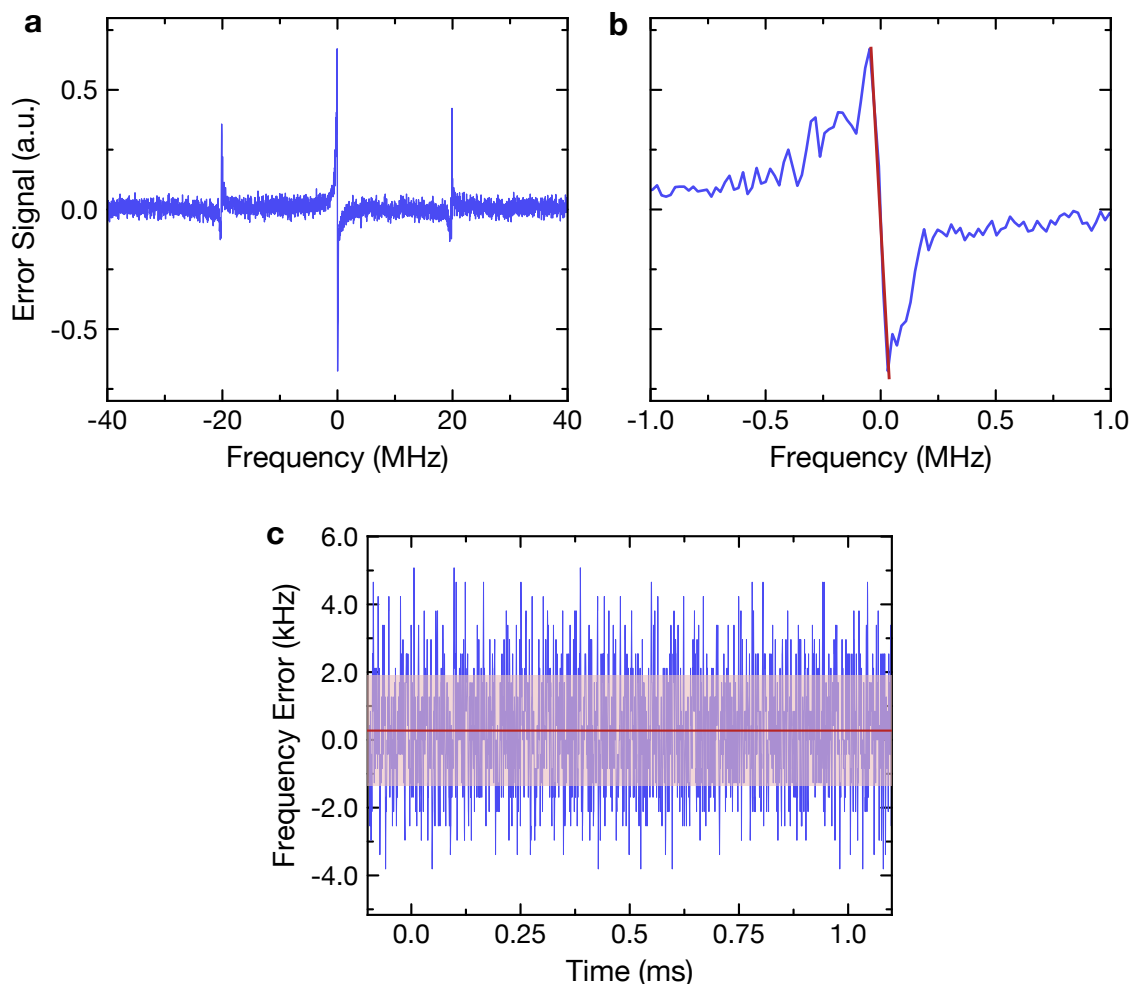 a
b
0.5
0.0
-0.5
Error Signal (a.u.)
-40 -20 0 20 40
Frequency (MHz)
-1.0 -0.5 0.0 0.5 1.0
Frequency (MHz)
c
6.0
4.0
2.0
0.0
-2.0
-4.0
Frequency Error (kHz)
0.0 0.25 0.5 0.75 1.0
Time (ms)